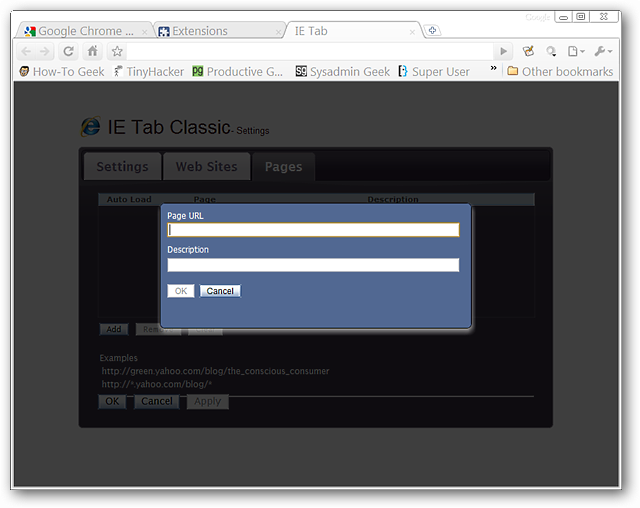 Google
Google Chrome ... Extensions IE Tab
How-To Geek TinyHacker Productive G... Sysadmin Geek Super User » Other bookmarks
IE Tab Classic - Settings
Settings Web Sites Pages
Auto Load Page Description
Page URL
Description
OK Cancel
Add
Examples
http://green.yahoo.com/blog/the_conscious_consumer
http://*.yahoo.com/blog/*
OK Cancel Apply